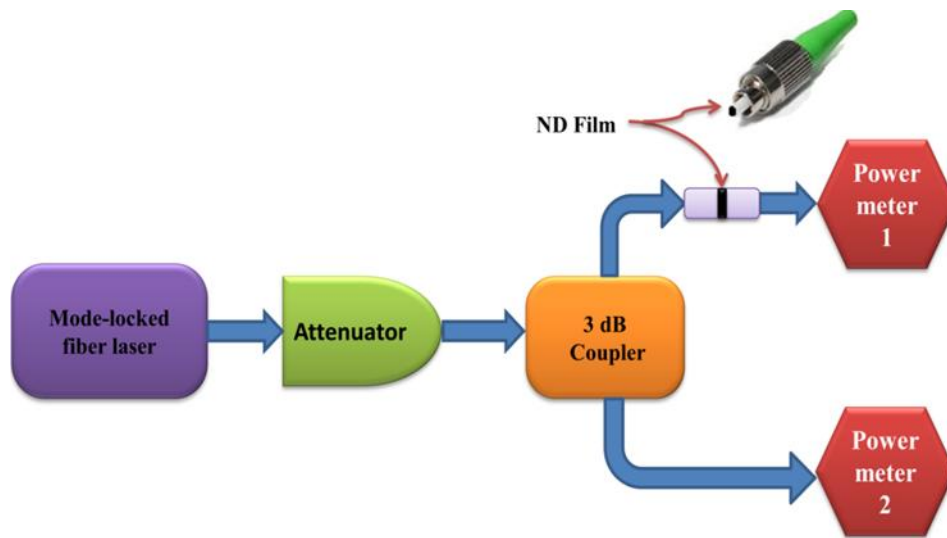 ND Film
Power
meter
1
Mode-locked
fiber laser
Attenuator
3 dB
Coupler
Power
meter
2